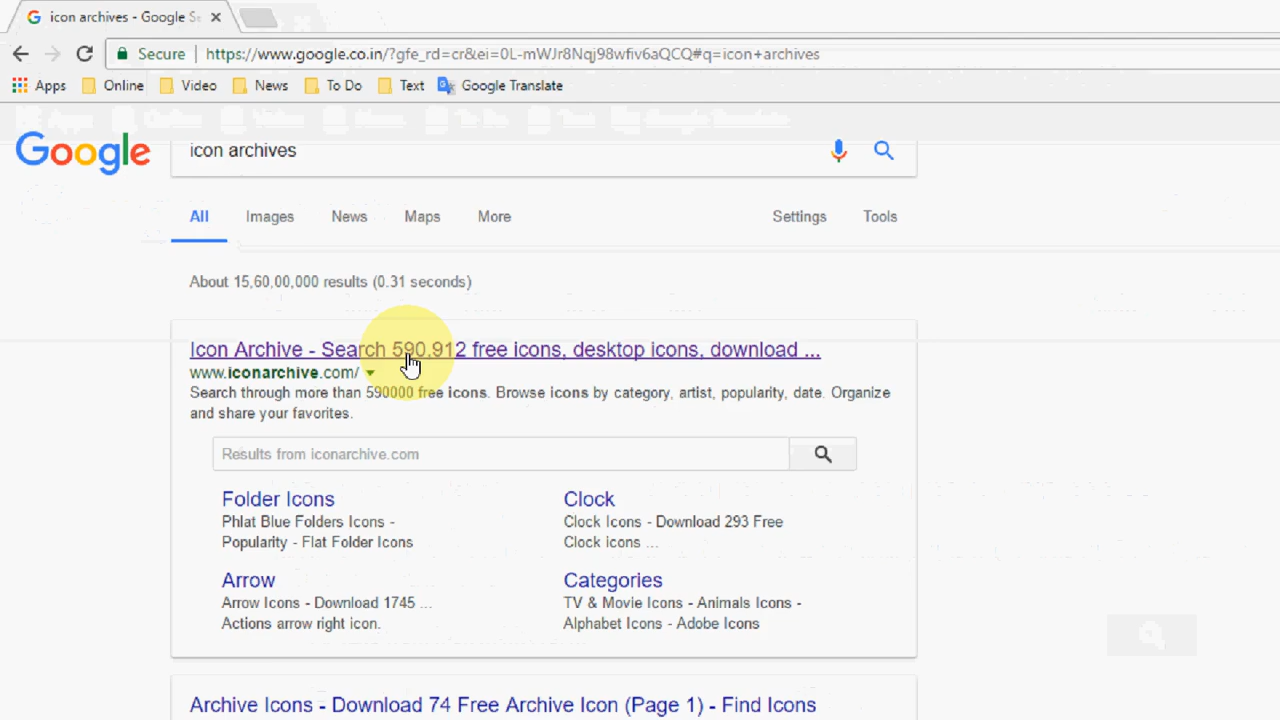 icon archives - Google Se
Secure https://www.google.co.in/?gfe_rd=cr&ei=0L-mWJr8Nqj98wfiv6aQCQ#q=icon+archives
Apps Online Video News To Do Text Google Translate
Google icon archives
All Images News Maps More Settings Tools
About 15,60,00,000 results (0.31 seconds)
Icon Archive - Search 590,912 free icons, desktop icons, download ...
www.iconarchive.com/
Search through more than 590000 free icons. Browse icons by category, artist, popularity, date. Organize
and share your favorites.
Results from iconarchive.com
Folder Icons
Phlat Blue Folders Icons -
Popularity - Flat Folder Icons
Clock
Clock Icons - Download 293 Free
Clock icons ...
Arrow
Arrow Icons - Download 1745 ...
Actions arrow right icon.
Categories
TV & Movie Icons - Animals Icons -
Alphabet Icons - Adobe Icons
Archive Icons - Download 74 Free Archive Icon (Page 1) - Find Icons